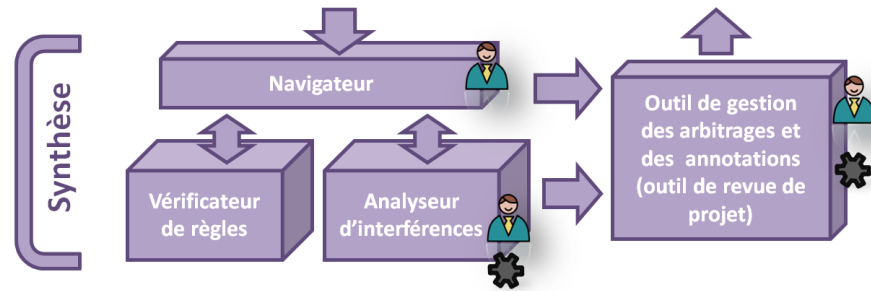 Synthèse
Navigateur
Vérificateur
de règles
Analyseur
d'interférences
Outil de gestion
des arbitrages et
des annotations
(outil de revue de
projet)